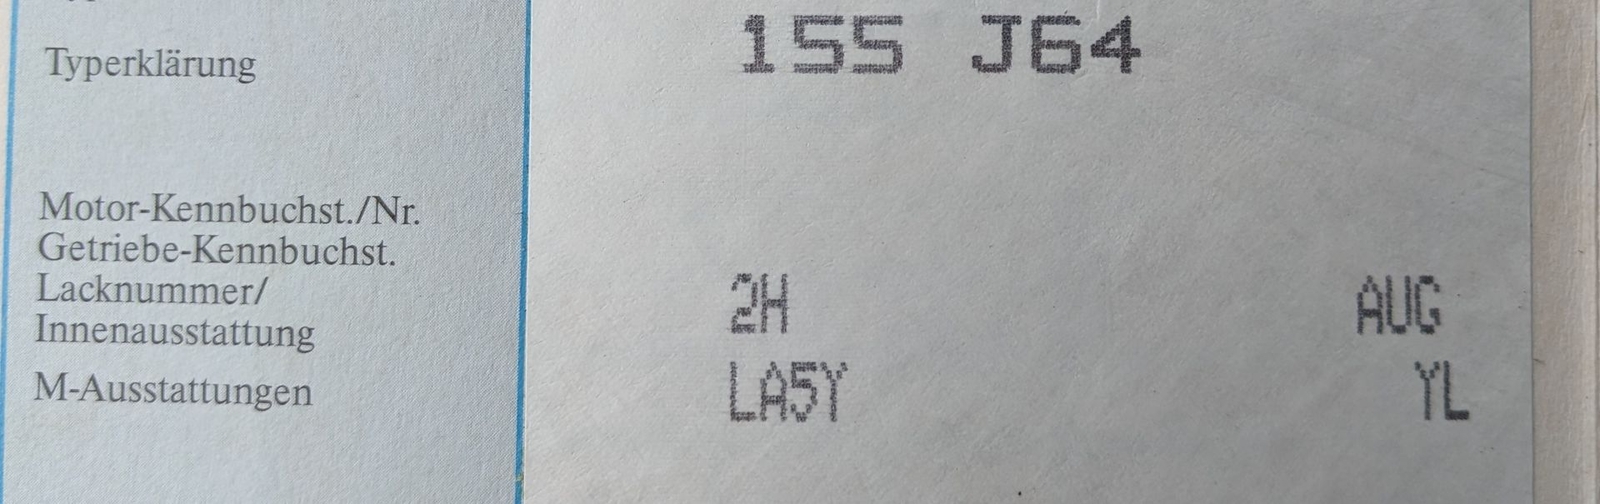 155 J64
Typerklärung
Motor-Kennbuchst./Nr.
Getriebe-Kennbuchst.
Lacknummer/
2H AUG
Innenausstattung
LA5Y YL
M-Ausstattungen